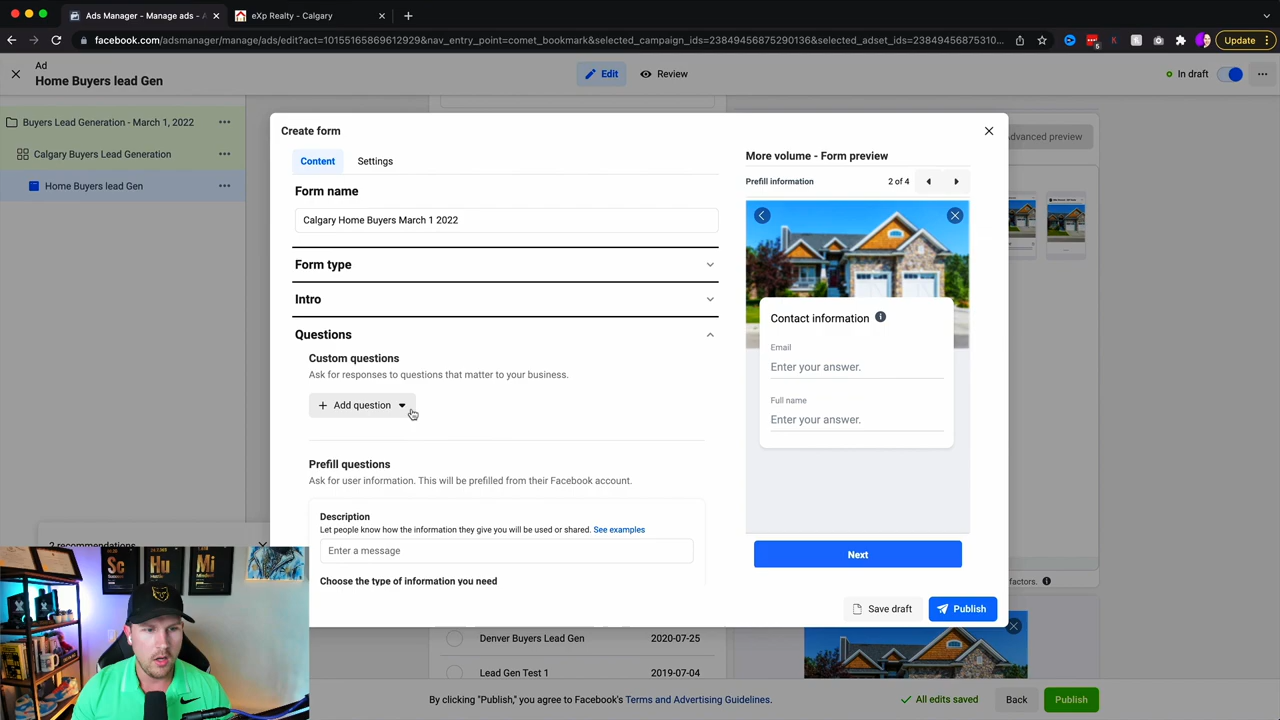 Ads Manager - Manage ads -
eXp Realty - Calgary
facebook.com/adsmanager/manage/ads/edit?act=10155165869612929&nav_entry_point=comet_bookmark&selected_campaign_ids=23849456875290136&selected_adset_ids=2384945687531O...
5
K
Update
Ad
Home Buyers lead Gen
Edit
Review
In draft
Buyers Lead Generation - March 1, 2022
Calgary Buyers Lead Generation
Home Buyers lead Gen
Create form
Advanced preview
Content
Settings
Form name
Calgary Home Buyers March 1 2022
Form type
Intro
Questions
Custom questions
Ask for responses to questions that matter to your business.
+ Add question
Prefill questions
Ask for user information. This will be prefilled from their Facebook account.
Description
Let people know how the information they give you will be used or shared. See examples
Enter a message
Choose the type of information you need
More volume - Form preview
Prefill information
2 of 4
Contact information
Email
Enter your answer.
Full name
Enter your answer.
Next
Save draft
Publish
2 recommendations
factors.
Sc
Hu
Mi
Denver Buyers Lead Gen
2020-07-25
Lead Gen Test 1
2019-07-04
By clicking "Publish," you agree to Facebook's Terms and Advertising Guidelines.
All edits saved
Back
Publish